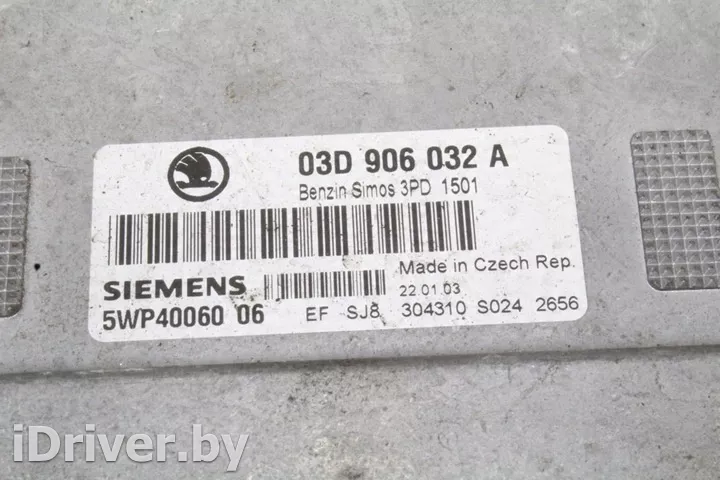 03D 906 032 A
Benzin Simos 3PD 1501
Made in Czech Rep.
SIEMENS
22.01.03
5WP40060 06 EF SJ8 304310 S024 2656
iDriver.by